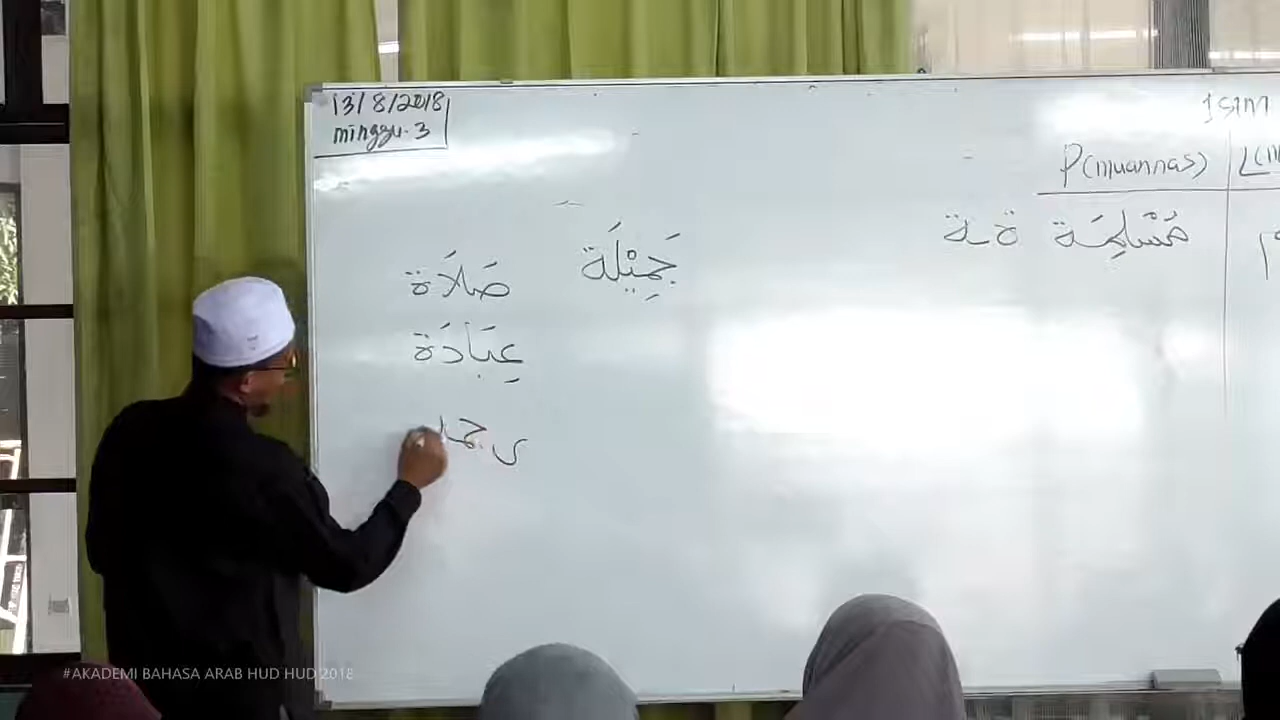 13/8/2018
minggu. 3
ISIM
P(muannas)
مُسْلِمَة ة ـة
جَمِيْلَة
صَلَاة
عِبَادَة
#AKADEMI BAHASA ARAB HUD HUD 2018